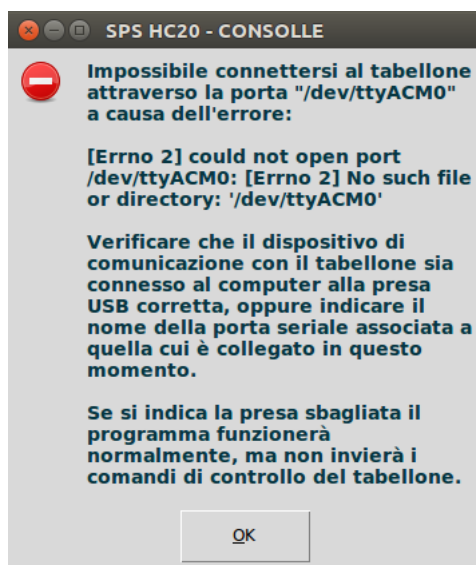 SPS HC20 - CONSOLLE
Impossibile connettersi al tabellone
attraverso la porta "/dev/ttyACM0"
a causa dell'errore:
[Errno 2] could not open port
/dev/ttyACM0: [Errno 2] No such file
or directory: '/dev/ttyACM0'
Verificare che il dispositivo di
comunicazione con il tabellone sia
connesso al computer alla presa
USB corretta, oppure indicare il
nome della porta seriale associata a
quella cui è collegato in questo
momento.
Se si indica la presa sbagliata il
programma funzionerà
normalmente, ma non invierà i
comandi di controllo del tabellone.
OK